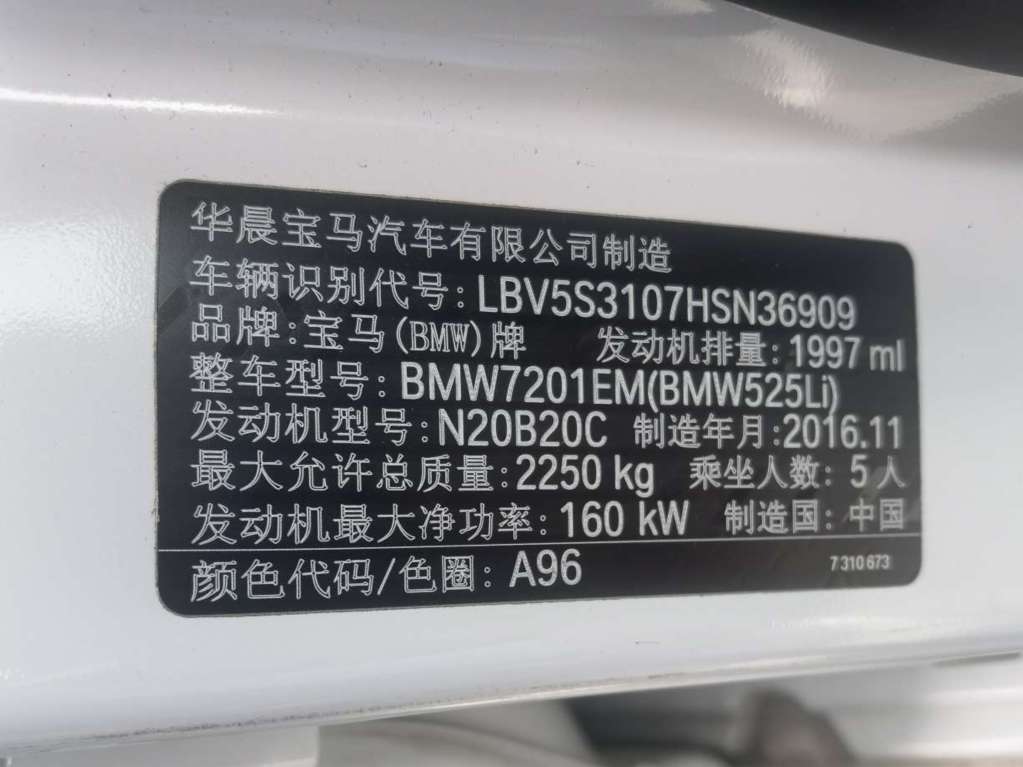 华晨宝马汽车有限公司制造
车辆识别代号: LBV5S3107HSN36909
品牌: 宝马(BMW)牌 发动机排量: 1997 ml
整车型号: BMW7201EM(BMW525Li)
发动机型号: N20B20C 制造年月: 2016.11
最大允许总质量: 2250 kg 乘坐人数: 5 人
发动机最大净功率: 160 kW 制造国: 中国
颜色代码/色圈: A96 7 310 673